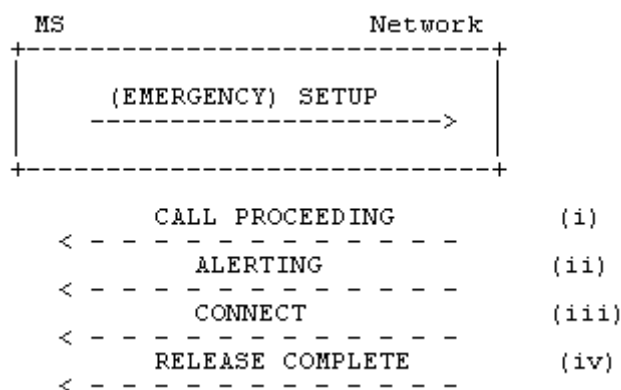 MS Network
(EMERGENCY) SETUP
CALL PROCEEDING (i)
ALERTING (ii)
CONNECT (iii)
RELEASE COMPLETE (iv)